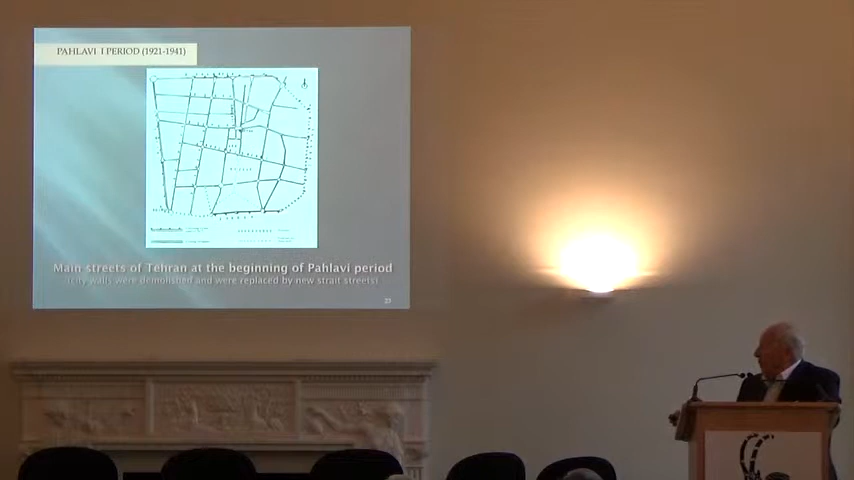 PAHLAVI I PERIOD (1921-1941)
Main streets of Tehran at the beginning of Pahlavi period
(city walls were demolished and were replaced by new strait streets)
23